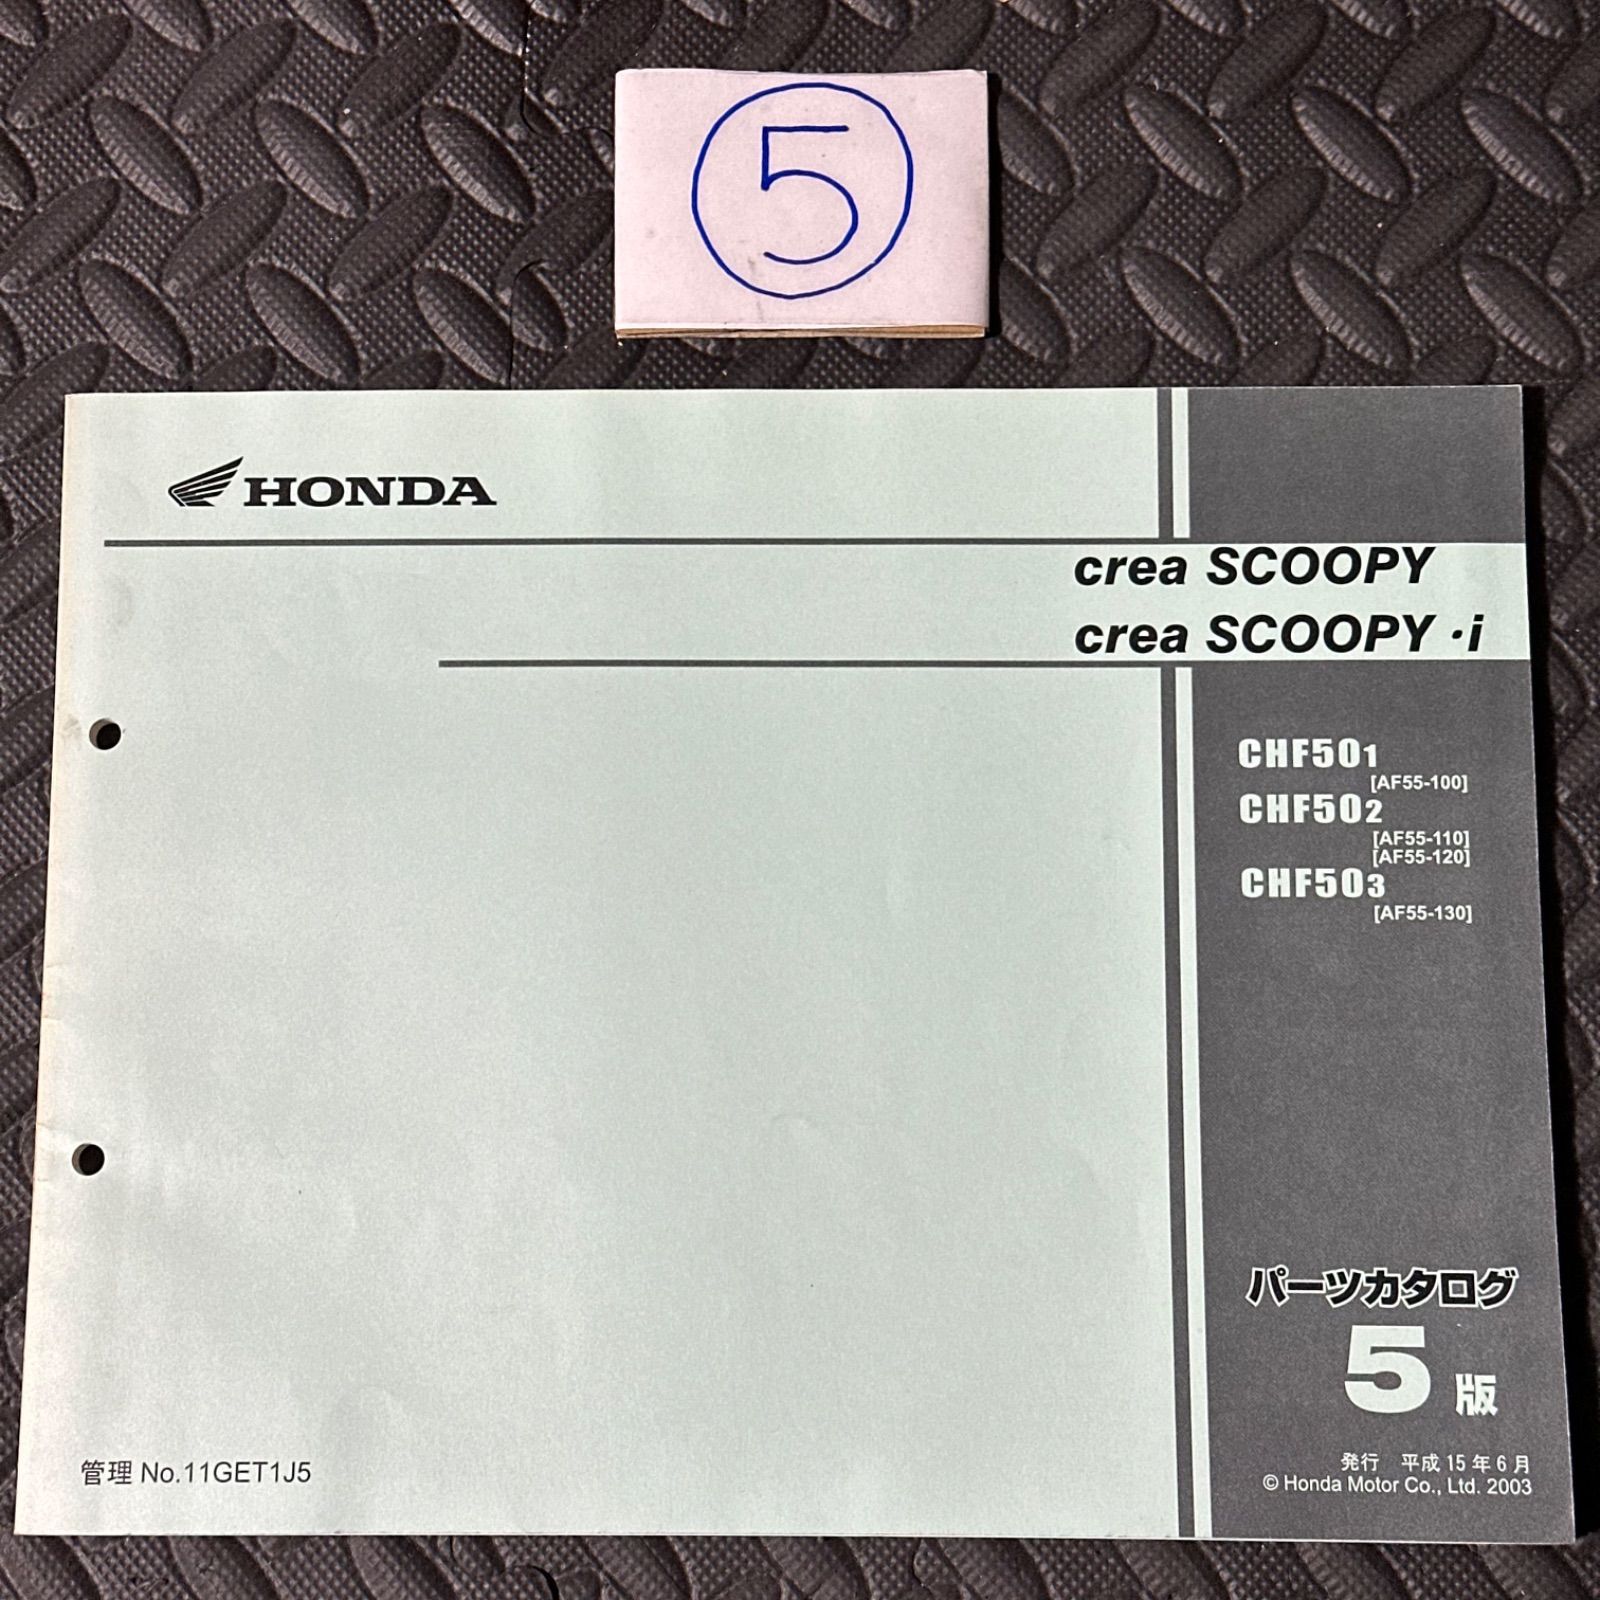 5
HONDA
crea SCOOPY
crea SCOOPY・i
CHF501
[AF55-100]
CHF502
[AF55-110]
[AF55-120]
CHF503
[AF55-130]
パーツカタログ
5版
管理 No.11GET1J5
発行 平成15年6月
© Honda Motor Co., Ltd. 2003